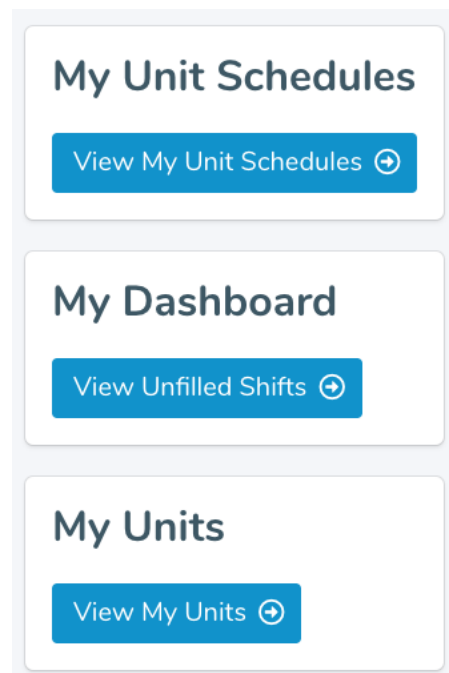 My Unit Schedules
View My Unit Schedules
My Dashboard
View Unfilled Shifts
My Units
View My Units